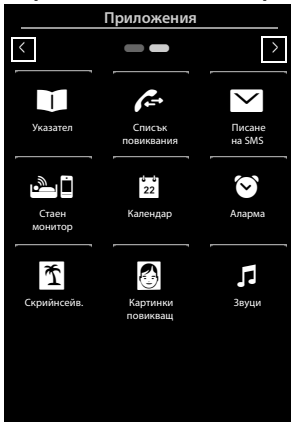 Приложения
Указател
Списък
повиквания
Писане
на SMS
22
Стаен
монитор
Календар
Аларма
Скрийнсейв.
Картинки
повикващ
Звуци